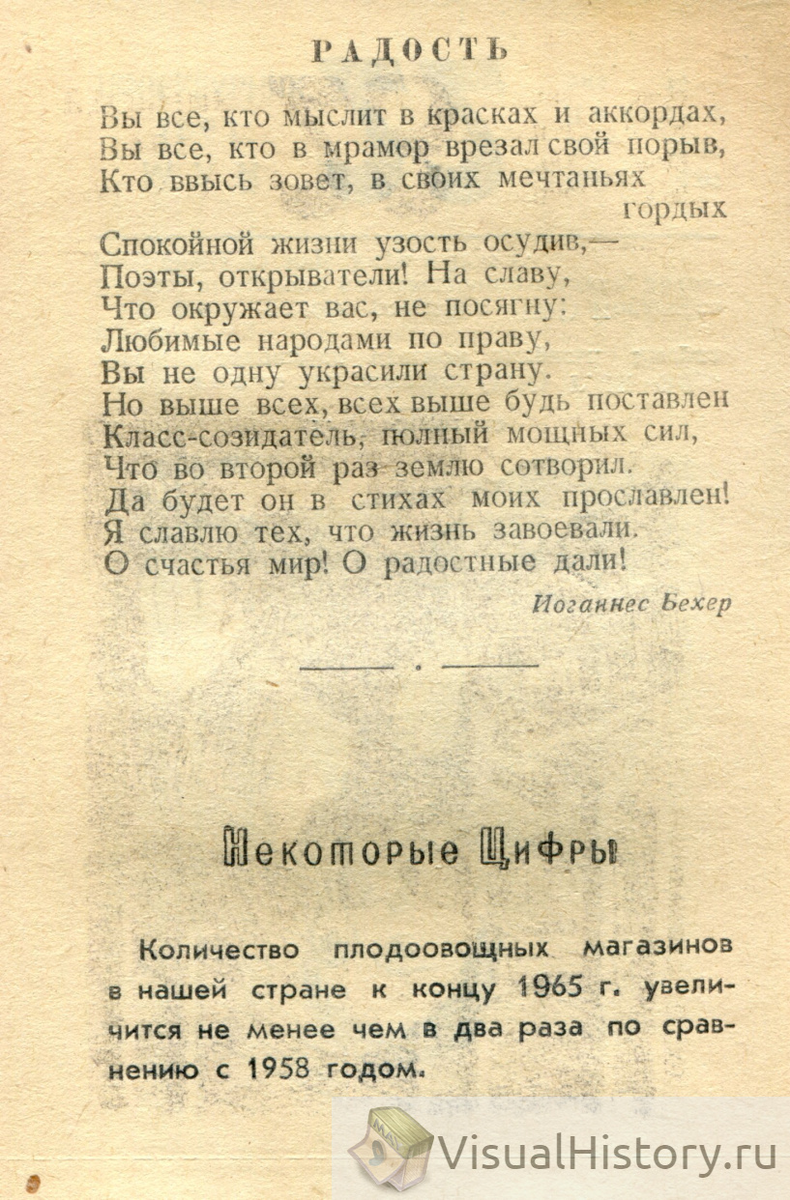 РАДОСТЬ
Вы все, кто мыслит в красках и аккордах,
Вы все, кто в мрамор врезал свой порыв,
Кто ввысь зовет, в своих мечтаньях
гордых
Спокойной жизни узость осудив,—
Поэты, открыватели! На славу,
Что окружает вас, не посягну:
Любимые народами по праву,
Вы не одну украсили страну.
Но выше всех, всех выше будь поставлен
Класс-созидатель, полный мощных сил,
Что во второй раз землю сотворил.
Да будет он в стихах моих прославлен!
Я славлю тех, что жизнь завоевали.
О счастья мир! О радостные дали!
Иоганнес Бехер
Некоторые Цифры
Количество плодоовощных магазинов
в нашей стране к концу 1965 г. увели-
чится не менее чем в два раза по срав-
нению с 1958 годом.
VisualHistory.ru